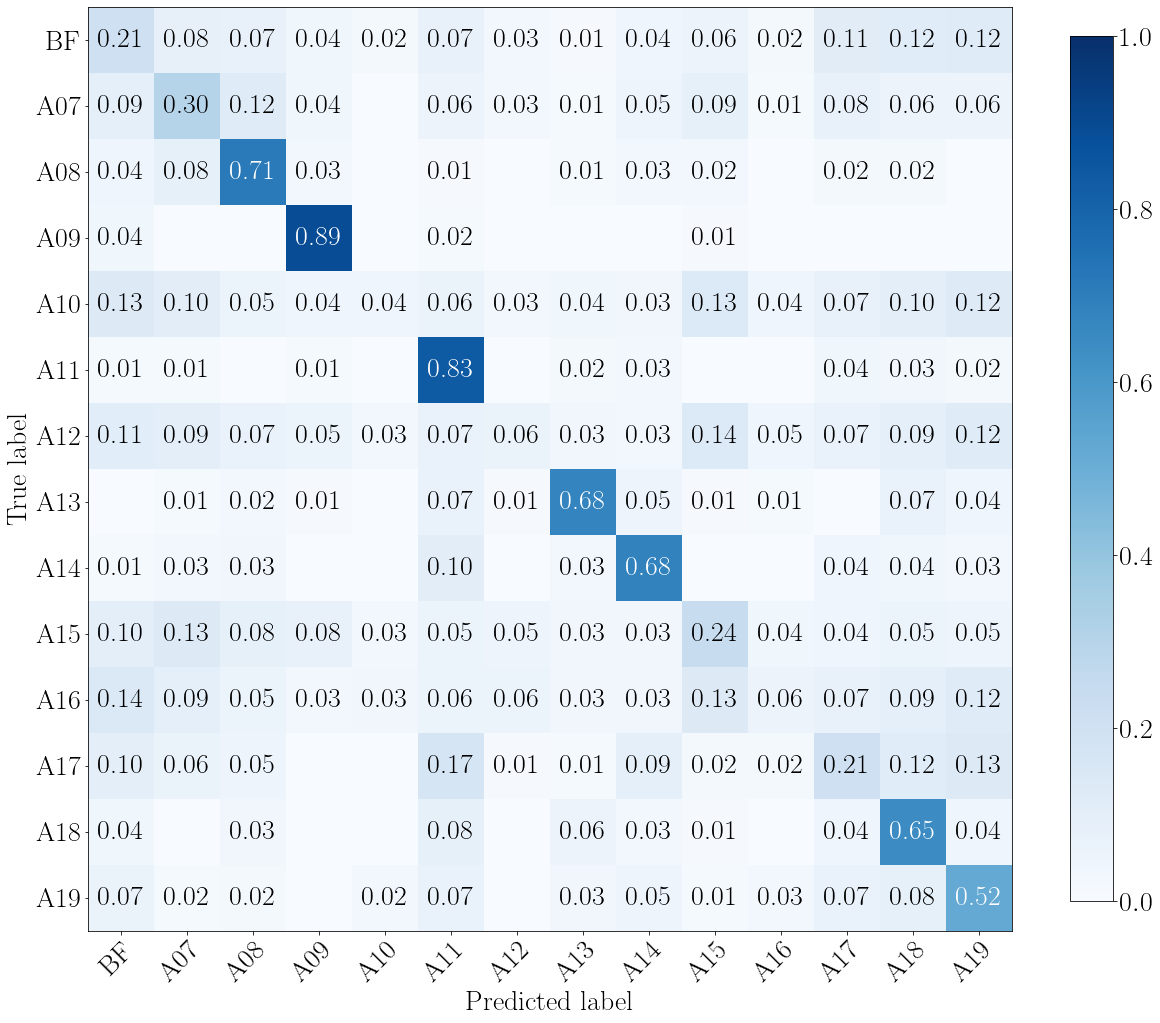 BF 0.21 0.08 0.07 0.04 0.02 0.07 0.03 0.01 0.04 0.06 0.02 0.11 0.12 0.12
A07 0.09 0.30 0.12 0.04 0.06 0.03 0.01 0.05 0.09 0.01 0.08 0.06 0.06
A08 0.04 0.08 0.71 0.03 0.01 0.01 0.03 0.02 0.02 0.02
A09 0.04 0.89 0.02 0.01
A10 0.13 0.10 0.05 0.04 0.04 0.06 0.03 0.04 0.03 0.13 0.04 0.07 0.10 0.12
A11 0.01 0.01 0.01 0.83 0.02 0.03 0.04 0.03 0.02
A12 0.11 0.09 0.07 0.05 0.03 0.07 0.06 0.03 0.03 0.14 0.05 0.07 0.09 0.12
A13 0.01 0.02 0.01 0.07 0.01 0.68 0.05 0.01 0.01 0.07 0.04
A14 0.01 0.03 0.03 0.10 0.03 0.68 0.04 0.04 0.03
A15 0.10 0.13 0.08 0.08 0.03 0.05 0.05 0.03 0.03 0.24 0.04 0.04 0.05 0.05
A16 0.14 0.09 0.05 0.03 0.03 0.06 0.06 0.03 0.03 0.13 0.06 0.07 0.09 0.12
A17 0.10 0.06 0.05 0.17 0.01 0.01 0.09 0.02 0.02 0.21 0.12 0.13
A18 0.04 0.03 0.08 0.06 0.03 0.01 0.04 0.65 0.04
A19 0.07 0.02 0.02 0.02 0.07 0.03 0.05 0.01 0.03 0.07 0.08 0.52
BF A07 A08 A09 A10 A11 A12 A13 A14 A15 A16 A17 A18 A19
Predicted label
True label
1.0
0.8
0.6
0.4
0.2
0.0